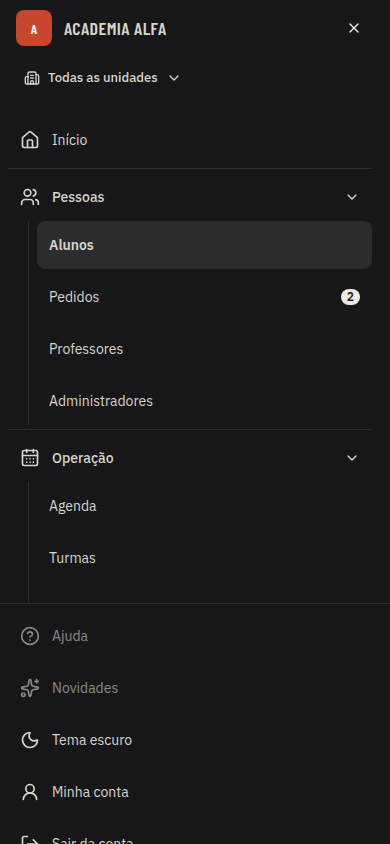 A
ACADEMIA ALFA
Todas as unidades
Início
Pessoas
Alunos
Pedidos
2
Professores
Administradores
Operação
Agenda
Turmas
Ajuda
Novidades
Tema escuro
Minha conta
Sair da conta